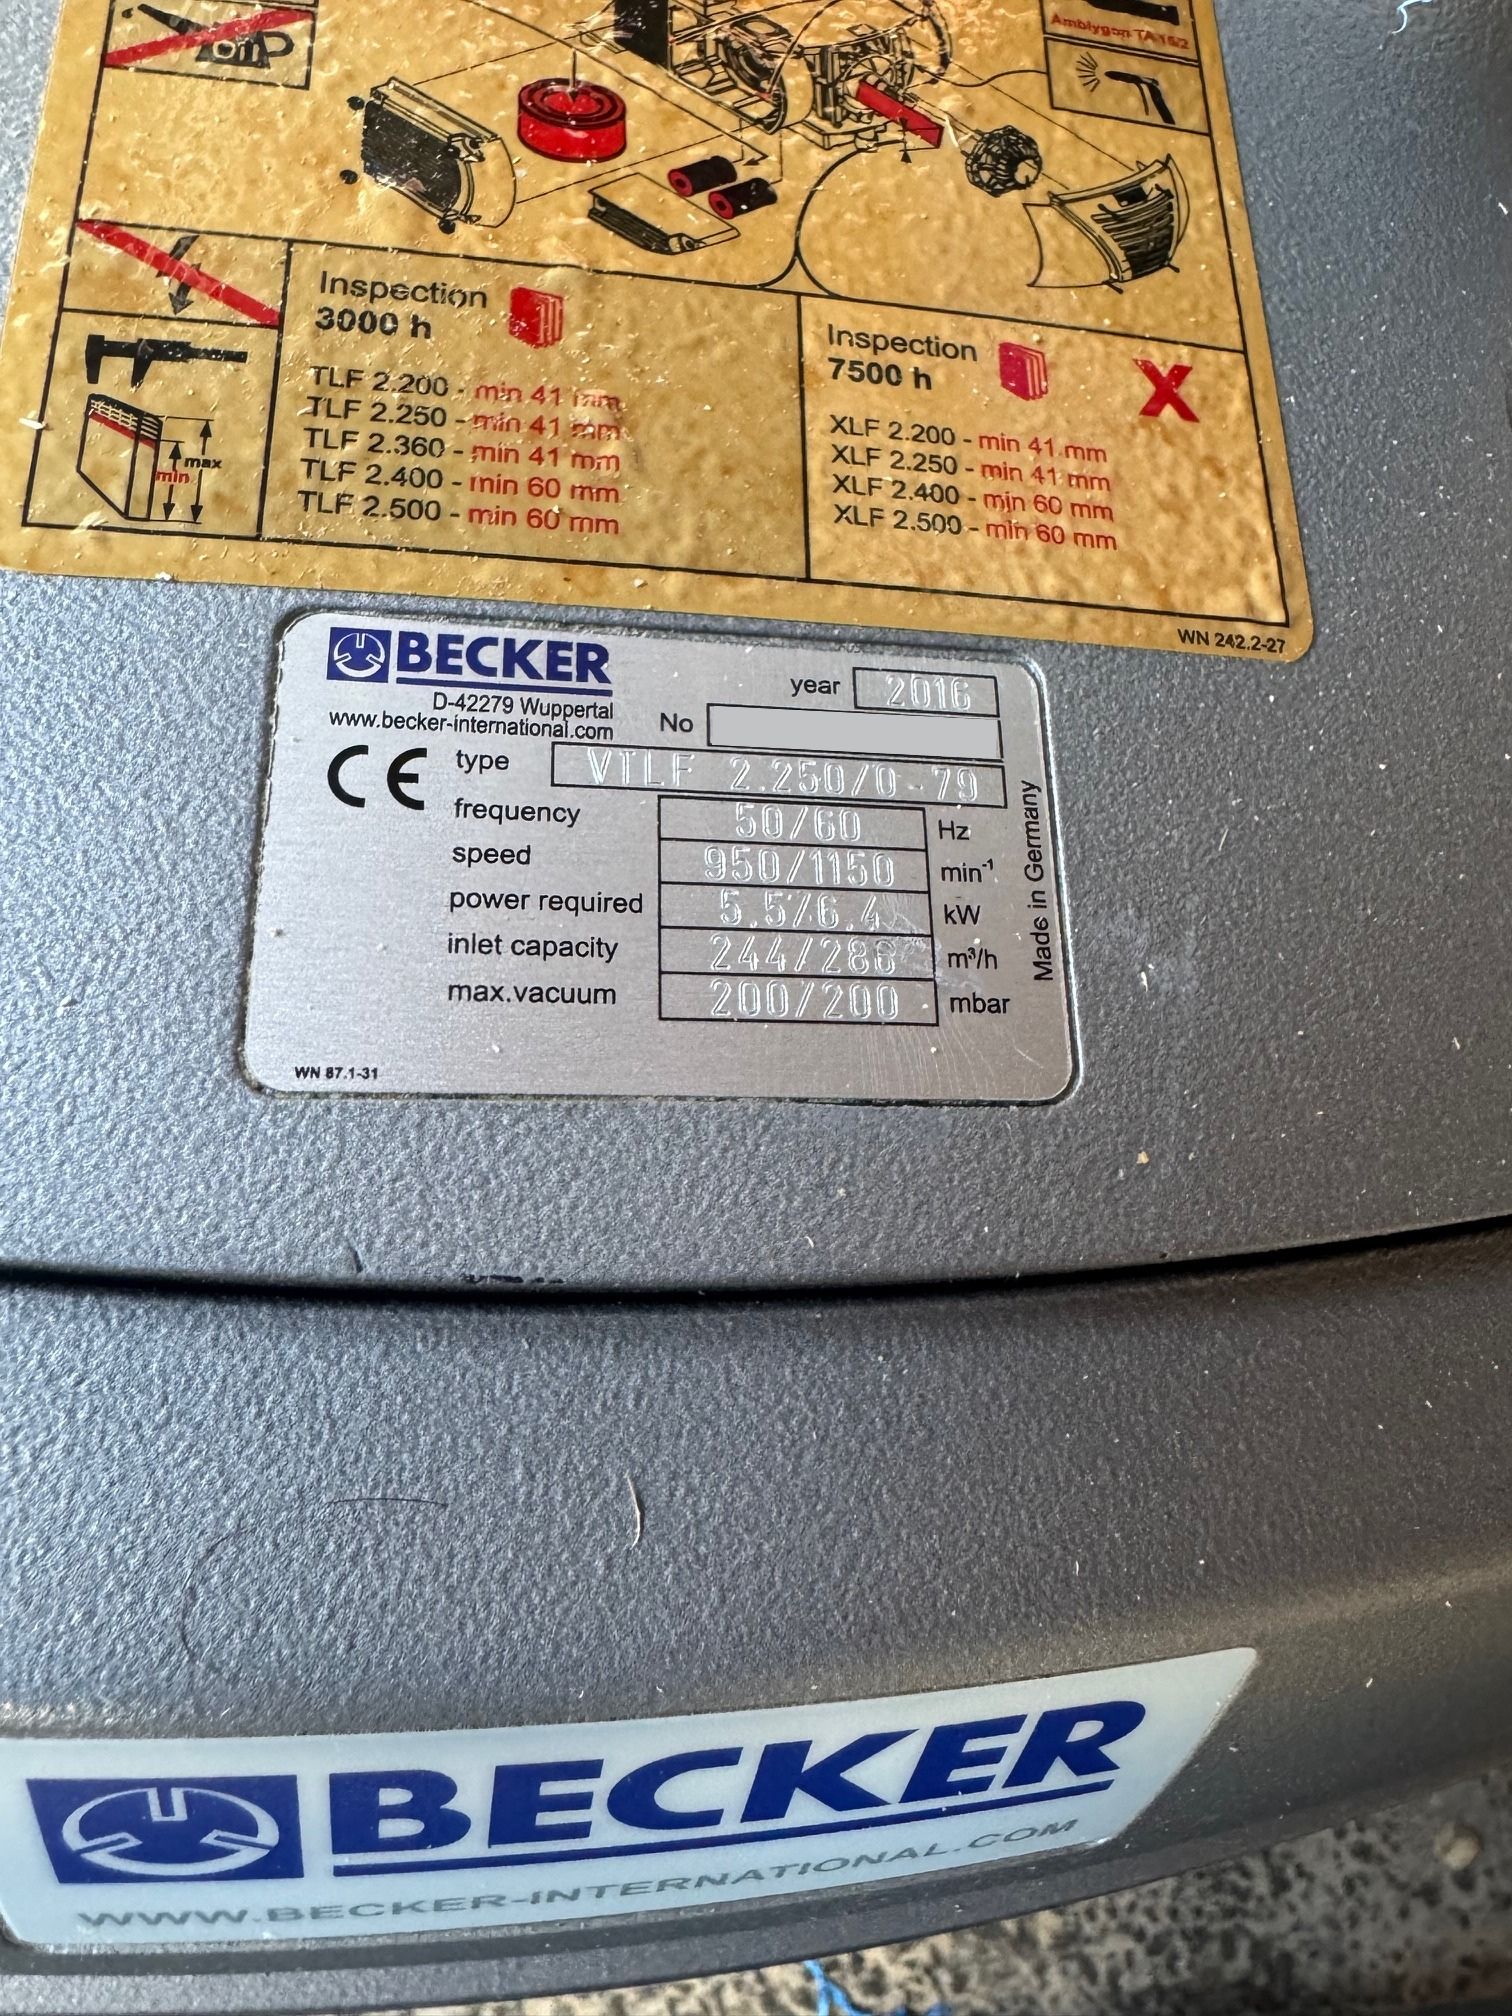 Oil
Amblygon TA 15/2
Inspection
3000 h
TLF 2.200 - min 41 mm
TLF 2.250 - min 41 mm
TLF 2.360 - min 41 mm
TLF 2.400 - min 60 mm
TLF 2.500 - min 60 mm
max
min
Inspection
7500 h
X
XLF 2.200 - min 41 mm
XLF 2.250 - min 41 mm
XLF 2.400 - min 60 mm
XLF 2.500 - min 60 mm
WN 242.2-27
BECKER
D-42279 Wuppertal
www.becker-international.com
year 2016
No
CE
type VTLF 2.250/0-79
frequency 50/60 Hz
speed 950/1150 min-1
power required 5.5/6.4 kW
inlet capacity 244/286 m³/h
max.vacuum 200/200 mbar
Made in Germany
WN 87.1-31
BECKER
WWW.BECKER-INTERNATIONAL.COM